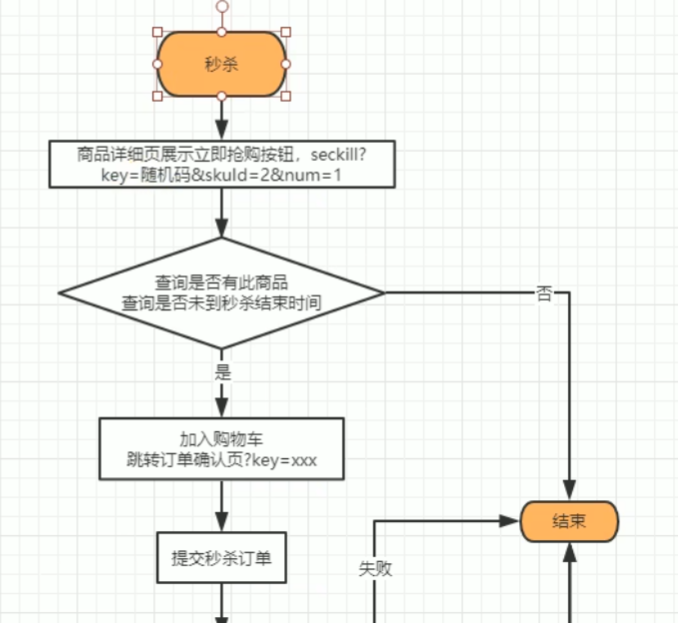 秒杀
商品详细页展示立即抢购按钮，seckill?
key=随机码&skuId=2&num=1
查询是否有此商品
查询是否未到秒杀结束时间
否
是
加入购物车
跳转订单确认页?key=xxx
结束
提交秒杀订单
失败